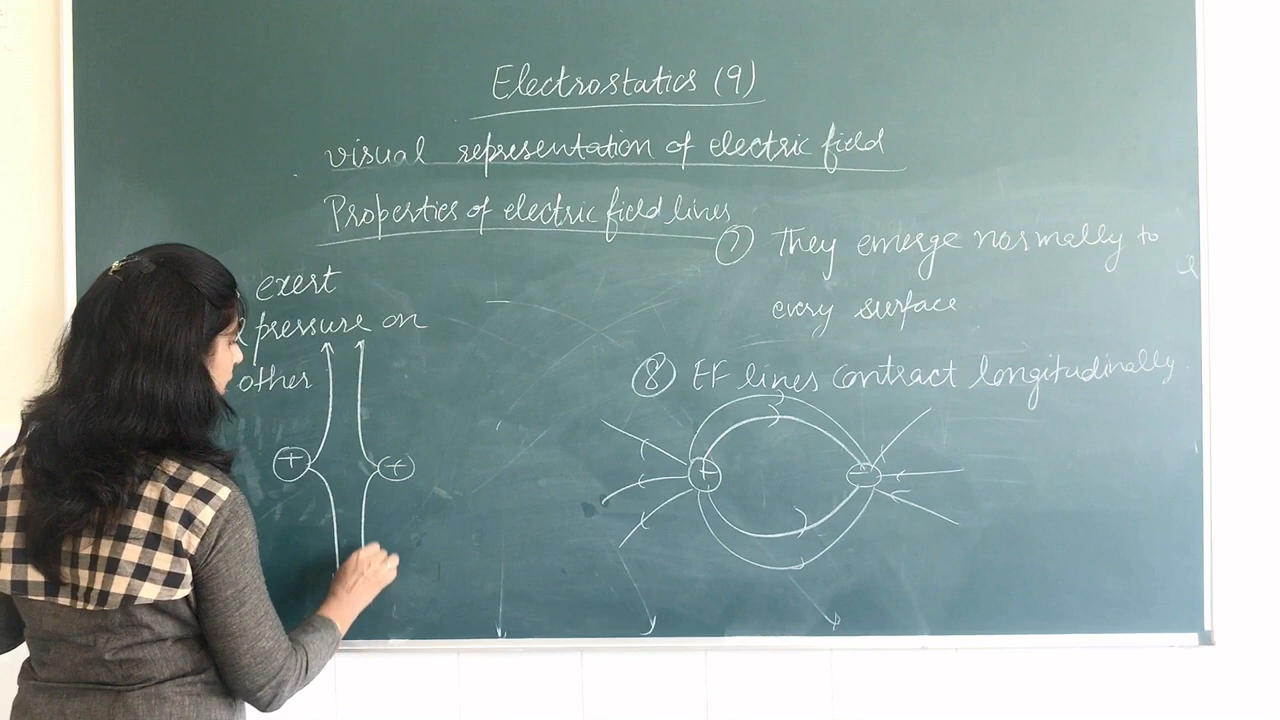 Electrostatics (9)
visual representation of electric field
Properties of electric field lines
exert
pressure on
other
+ +
⑦ They emerge normally to
every surface
⑧ EF lines contract longitudinally
+ -